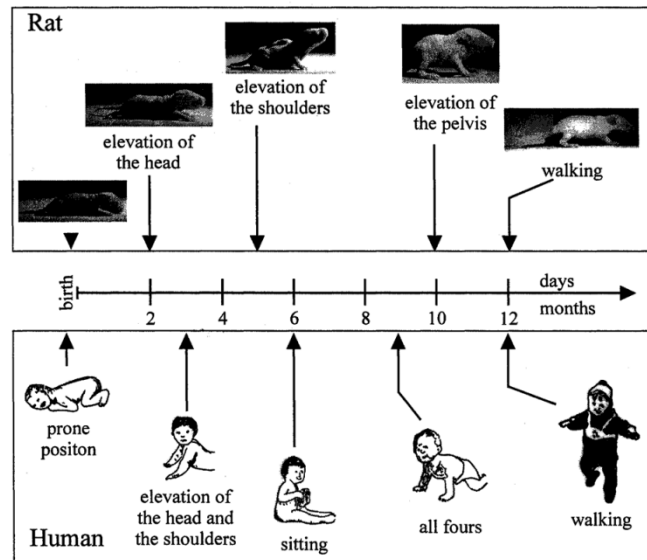 Rat
elevation of
the shoulders
elevation of
the pelvis
elevation of
the head
walking
birth
days
months
2
4
6
8
10
12
prone
positon
elevation of
the head and
the shoulders
sitting
all fours
walking
Human